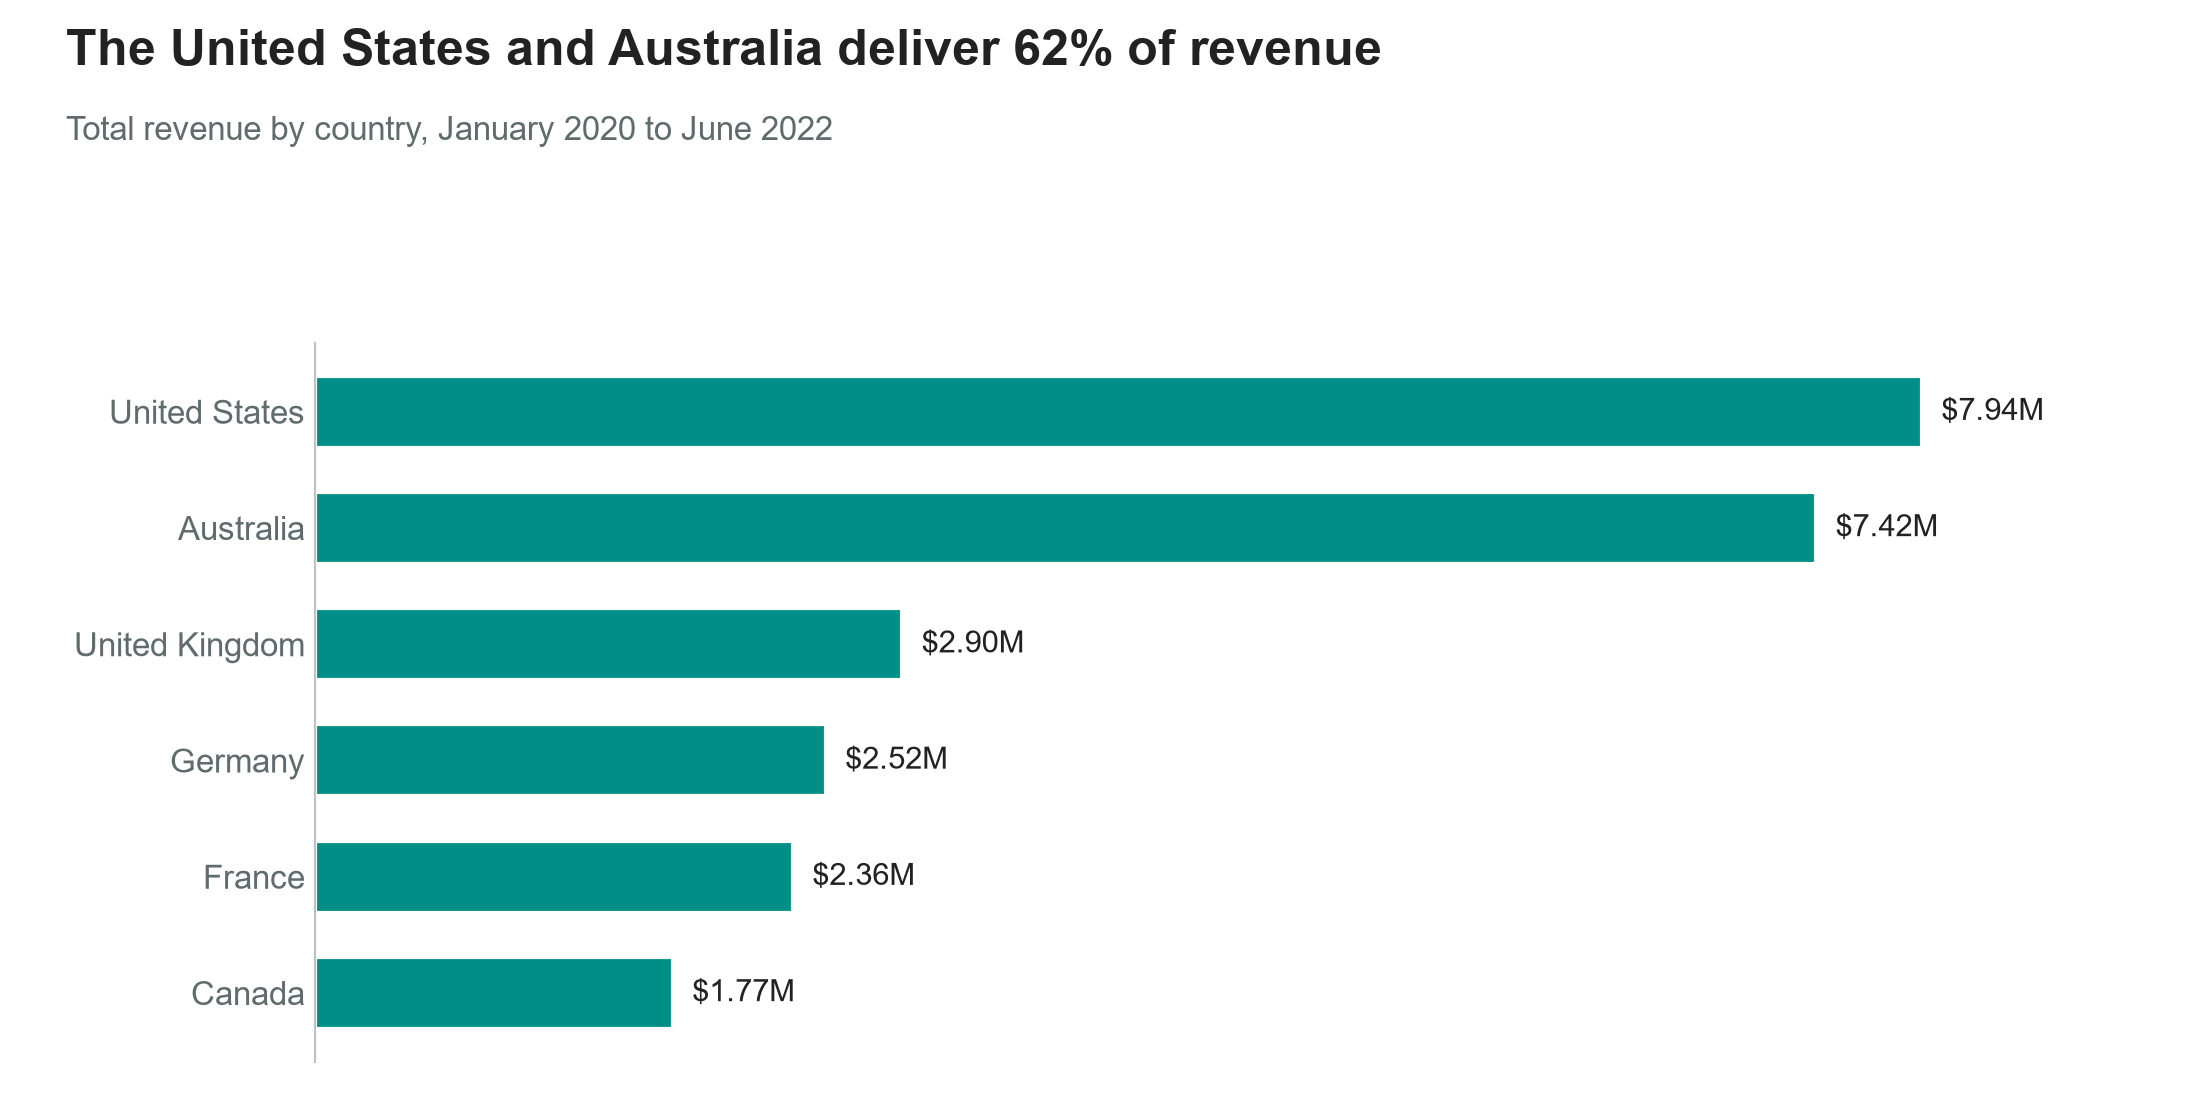 The United States and Australia deliver 62% of revenue
Total revenue by country, January 2020 to June 2022
United States $7.94M
Australia $7.42M
United Kingdom $2.90M
Germany $2.52M
France $2.36M
Canada $1.77M